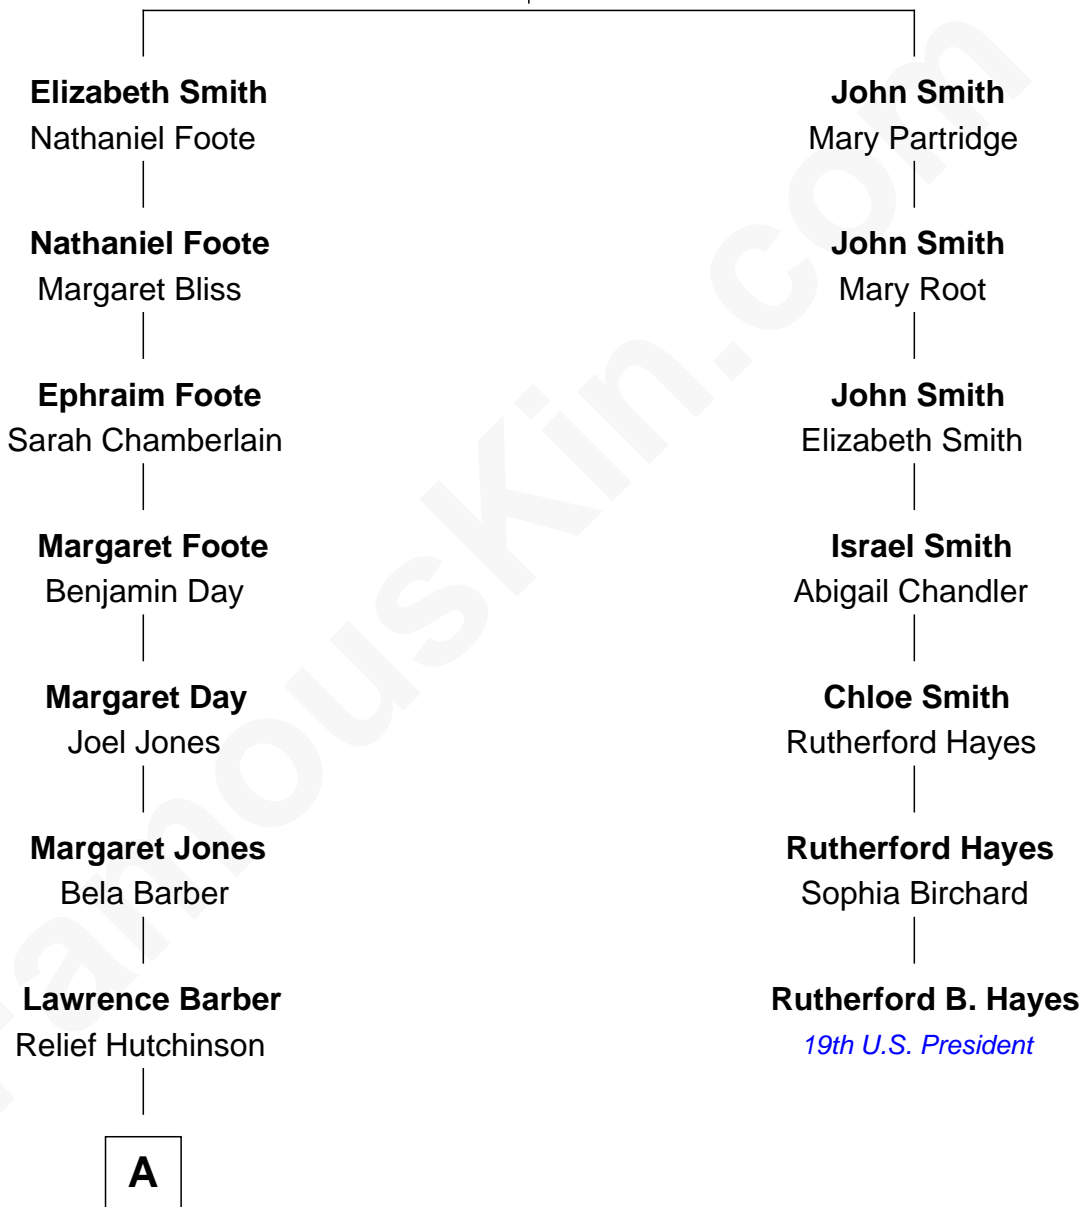 Elizabeth Smith
Nathaniel Foote
John Smith
Mary Partridge
Nathaniel Foote
Margaret Bliss
John Smith
Mary Root
Ephraim Foote
Sarah Chamberlain
John Smith
Elizabeth Smith
Margaret Foote
Benjamin Day
Israel Smith
Abigail Chandler
Margaret Day
Joel Jones
Chloe Smith
Rutherford Hayes
Margaret Jones
Bela Barber
Rutherford Hayes
Sophia Birchard
Lawrence Barber
Relief Hutchinson
Rutherford B. Hayes
19th U.S. President
A
FamousKin.com